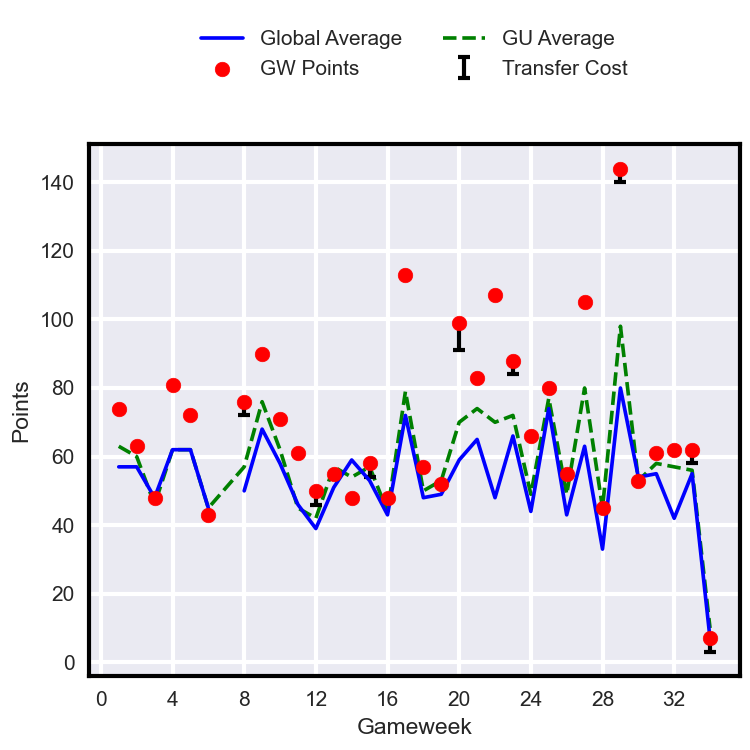 Global Average
GW Points
GU Average
Transfer Cost
Points
140
120
100
80
60
40
20
0
0 4 8 12 16 20 24 28 32
Gameweek